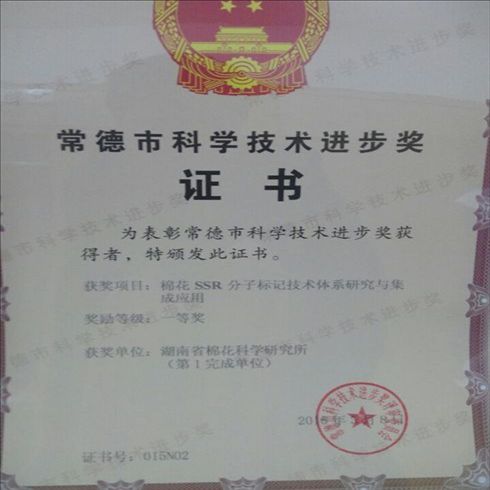 常德市科学技术进步奖
证 书
为表彰常德市科学技术进步奖获
得者，特颁发此证书。
获奖项目：棉花 SSR 分子标记技术体系研究与集
成应用
奖励等级：一等奖
获奖单位：湖南省棉花科学研究所
（第 1 完成单位）
证书号：015N02